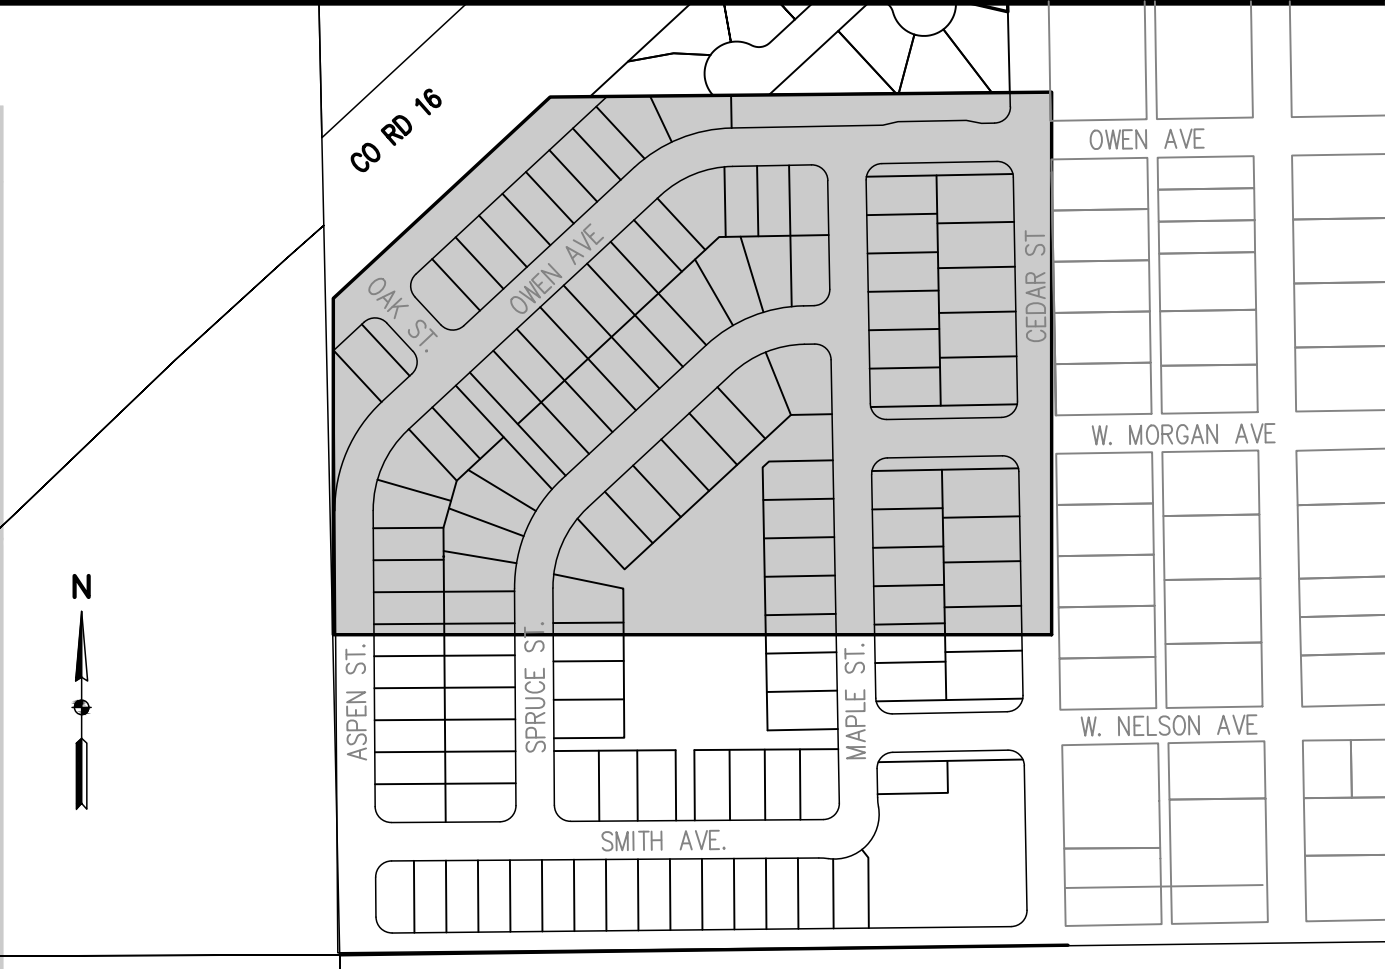 CO RD 16
OWEN AVE
OWEN AVE
OAK ST.
CEDAR ST
W. MORGAN AVE
N
ASPEN ST.
SPRUCE ST.
MAPLE ST.
W. NELSON AVE
SMITH AVE.